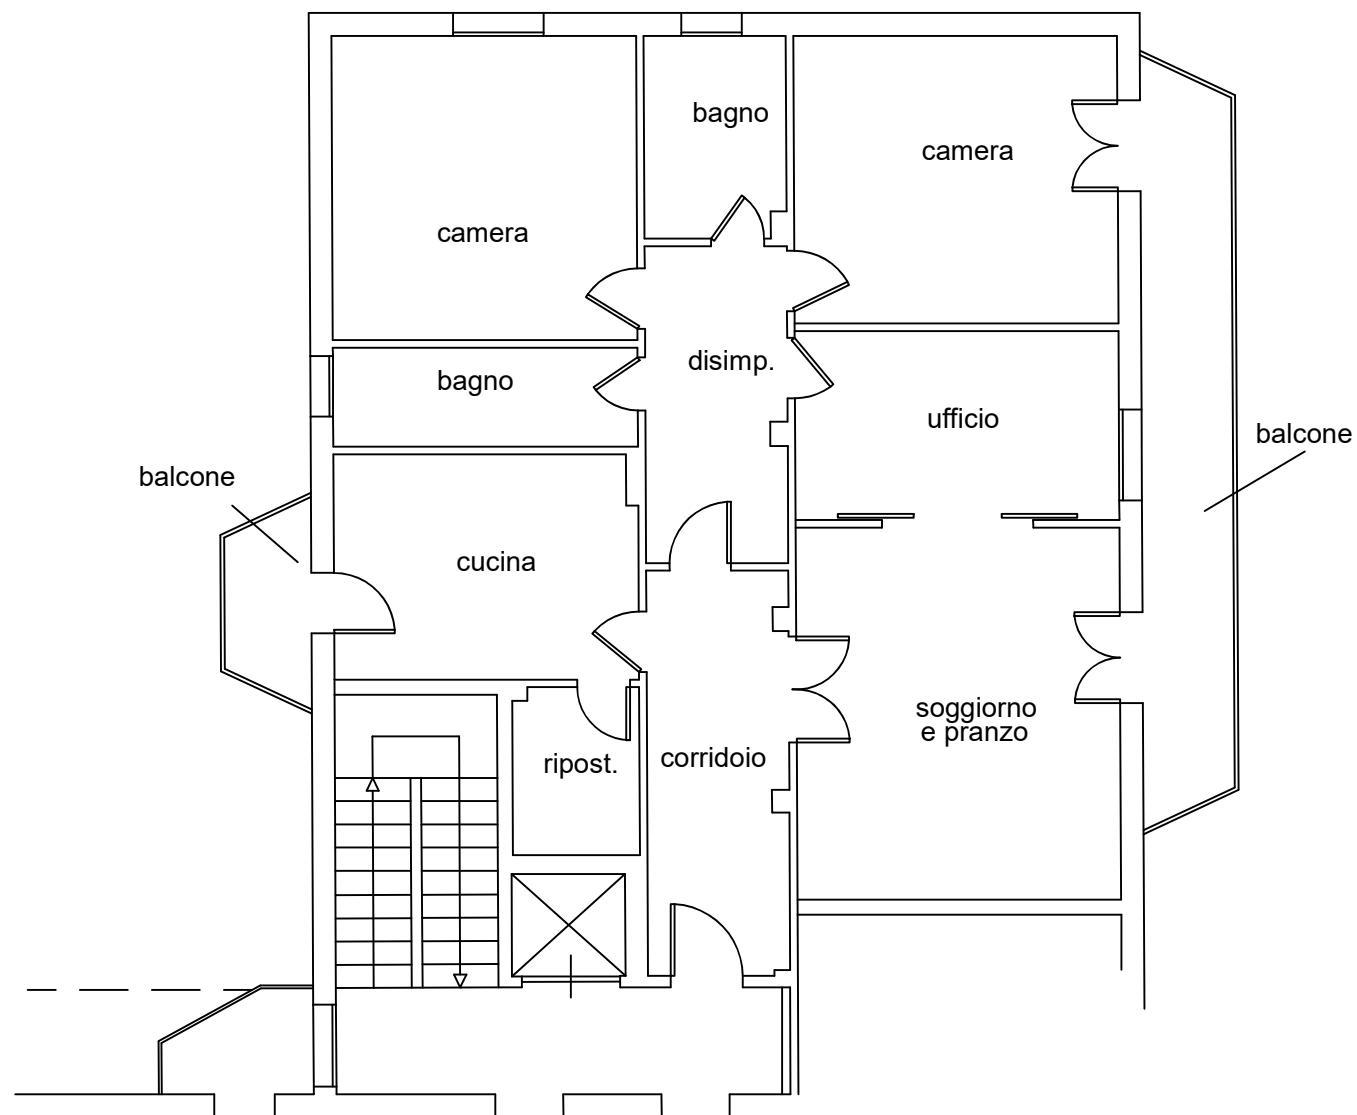 bagno
camera
camera
disimp.
bagno
ufficio
balcone
balcone
cucina
soggiorno
e pranzo
ripost.
corridoio